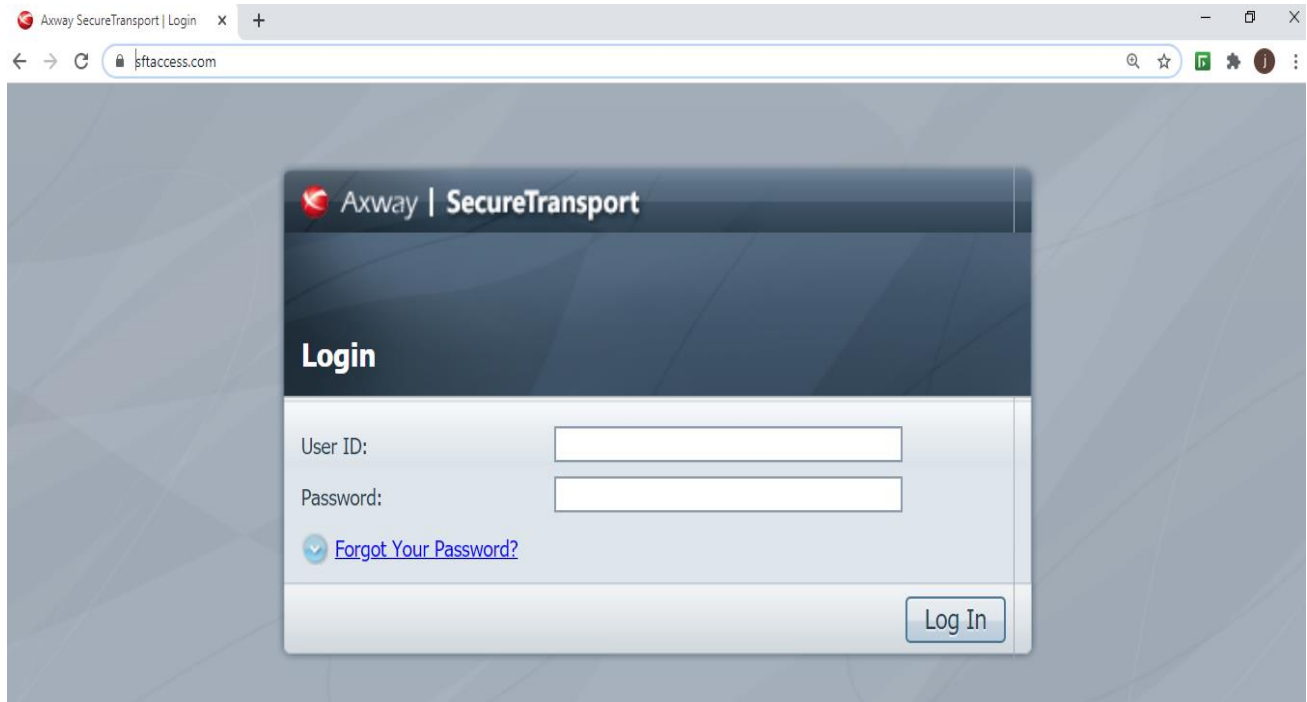 Axway SecureTransport | Login
sftaccess.com
j
Axway | SecureTransport
Login
User ID:
Password:
Forgot Your Password?
Log In